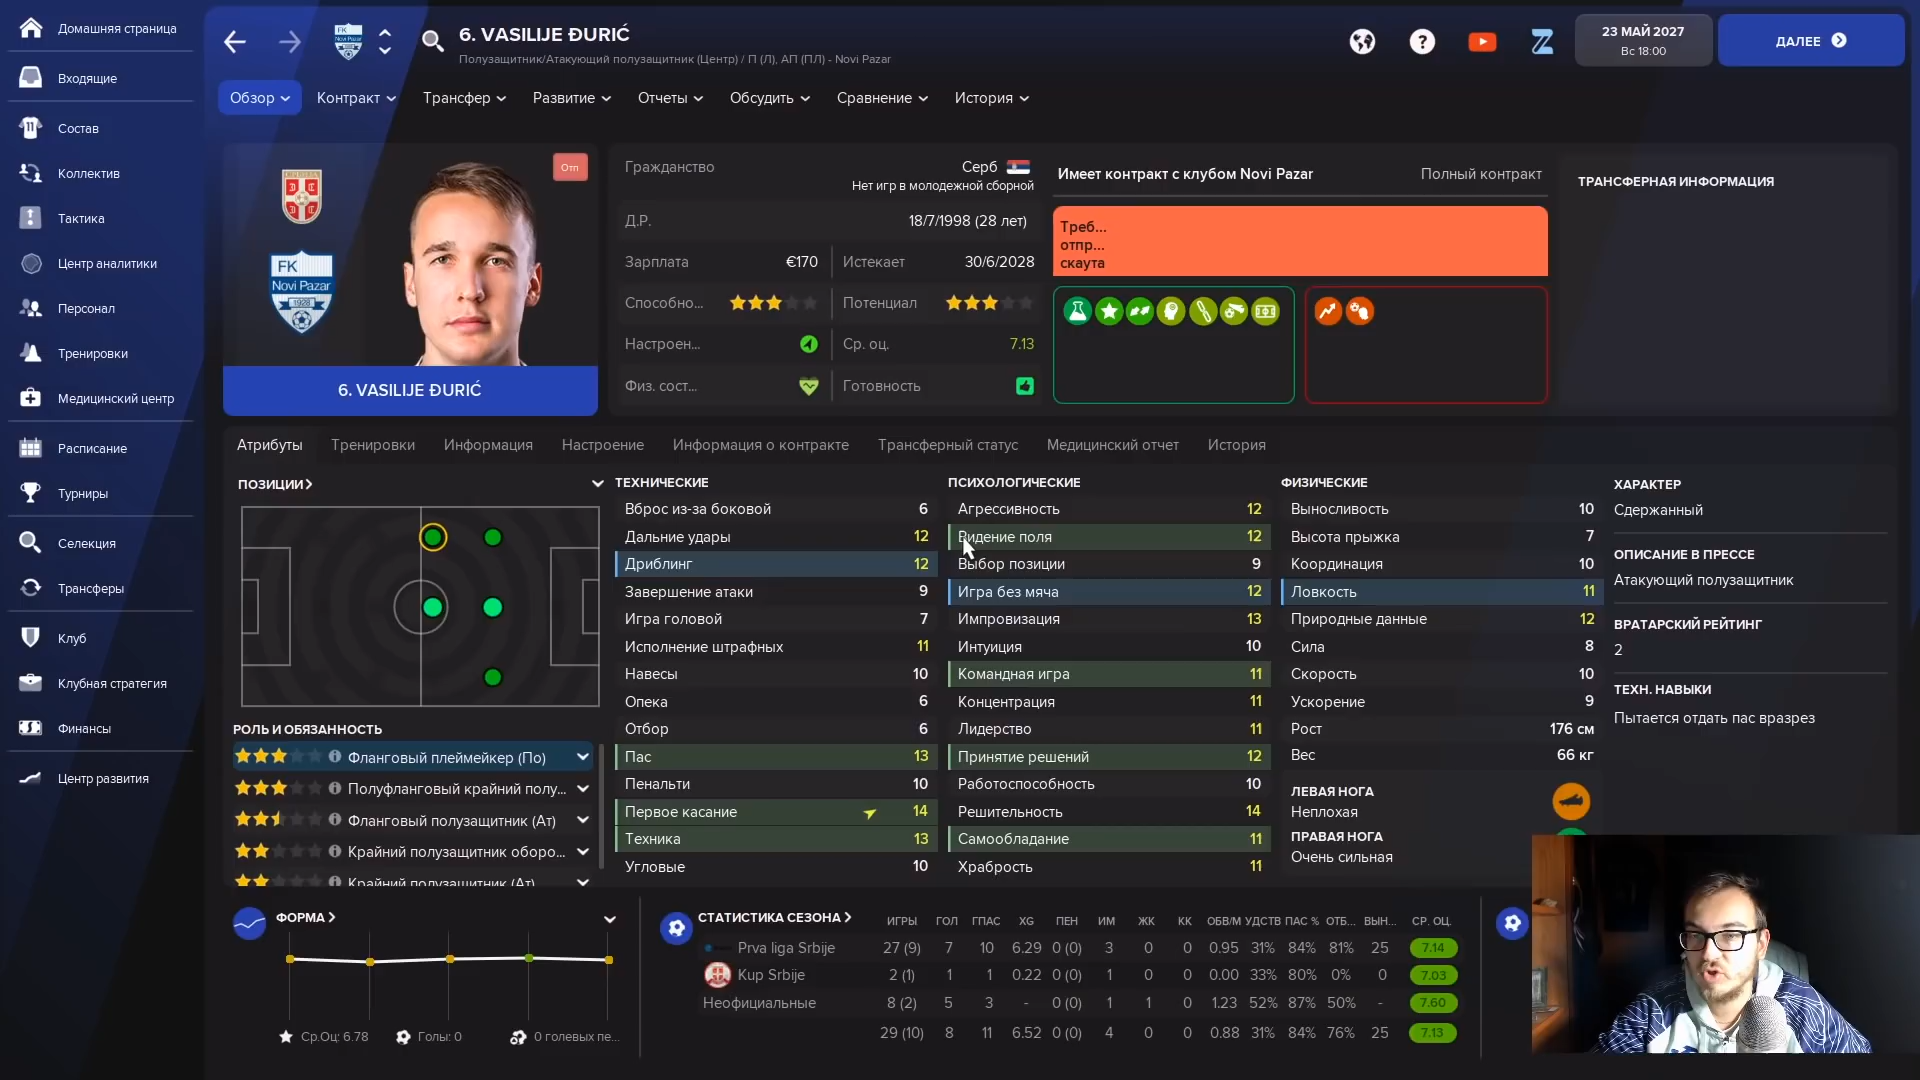 Домашняя страница
Входящие
Состав
Коллектив
Тактика
Центр аналитики
Персонал
Тренировки
Медицинский центр
Расписание
Турниры
Селекция
Трансферы
Клуб
Клубная стратегия
Финансы
Центр развития
6. VASILIJE ĐURIĆ
Полузащитник/Атакующий полузащитник (Центр) / П (Л), АП (ПЛ) - Novi Pazar
23 МАЙ 2027
Вс 18:00
ДАЛЕЕ
Обзор Контракт Трансфер Развитие Отчеты Обсудить Сравнение История
Отп
FK
Novi Pazar
1928
6. VASILIJE ĐURIĆ
Гражданство Серб
Нет игр в молодежной сборной
Д.Р. 18/7/1998 (28 лет)
Зарплата €170 Истекает 30/6/2028
Способно... Потенциал
Настроен... Ср. оц. 7.13
Физ. сост... Готовность
Имеет контракт с клубом Novi Pazar Полный контракт
Треб...
отпр...
скаута
ТРАНСФЕРНАЯ ИНФОРМАЦИЯ
Атрибуты Тренировки Информация Настроение Информация о контракте Трансферный статус Медицинский отчет История
ПОЗИЦИИ
РОЛЬ И ОБЯЗАННОСТЬ
Фланговый плеймейкер (По)
Полуфланговый крайний полу...
Фланговый полузащитник (Ат)
Крайний полузащитник оборо...
Крайний полузащитник (Ат)
ТЕХНИЧЕСКИЕ
Вброс из-за боковой 6
Дальние удары 12
Дриблинг 12
Завершение атаки 9
Игра головой 7
Исполнение штрафных 11
Навесы 10
Опека 6
Отбор 6
Пас 13
Пенальти 10
Первое касание 14
Техника 13
Угловые 10
ПСИХОЛОГИЧЕСКИЕ
Агрессивность 12
Видение поля 12
Выбор позиции 9
Игра без мяча 12
Импровизация 13
Интуиция 10
Командная игра 11
Концентрация 11
Лидерство 11
Принятие решений 12
Работоспособность 10
Решительность 14
Самообладание 11
Храбрость 11
ФИЗИЧЕСКИЕ
Выносливость 10
Высота прыжка 7
Координация 10
Ловкость 11
Природные данные 12
Сила 8
Скорость 10
Ускорение 9
Рост 176 см
Вес 66 кг
ЛЕВАЯ НОГА
Неплохая
ПРАВАЯ НОГА
Очень сильная
ХАРАКТЕР
Сдержанный
ОПИСАНИЕ В ПРЕССЕ
Атакующий полузащитник
ВРАТАРСКИЙ РЕЙТИНГ
2
ТЕХН. НАВЫКИ
Пытается отдать пас вразрез
ФОРМА
Ср.Оц: 6.78 Голы: 0 0 голевых пе...
СТАТИСТИКА СЕЗОНА ИГРЫ ГОЛ ГПАС XG ПЕН ИМ ЖК КК ОБВ/М УДСТВ ПАС % ОТБ... ВЫН... СР. ОЦ.
Prva liga Srbije 27 (9) 7 10 6.29 0 (0) 3 0 0 0.95 31% 84% 81% 25 7.14
Kup Srbije 2 (1) 1 1 0.22 0 (0) 1 0 0 0.00 33% 80% 0% 0 7.03
Неофициальные 8 (2) 5 3 - 0 (0) 1 1 0 1.23 52% 87% 50% - 7.60
29 (10) 8 11 6.52 0 (0) 4 0 0 0.88 31% 84% 76% 25 7.13